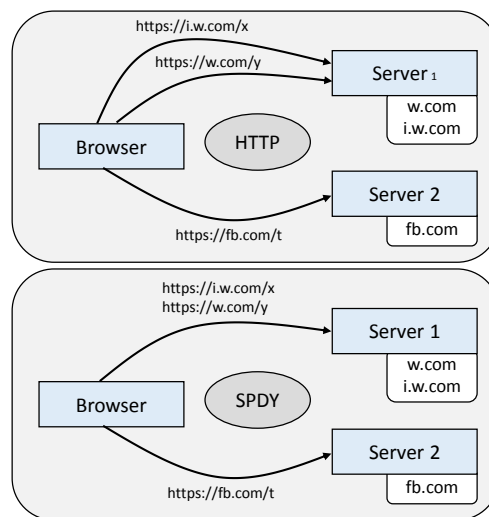 https://i.w.com/x
https://w.com/y
Server 1
w.com
i.w.com
Browser
HTTP
Server 2
fb.com
https://fb.com/t
https://i.w.com/x
https://w.com/y
Server 1
w.com
i.w.com
Browser
SPDY
Server 2
fb.com
https://fb.com/t